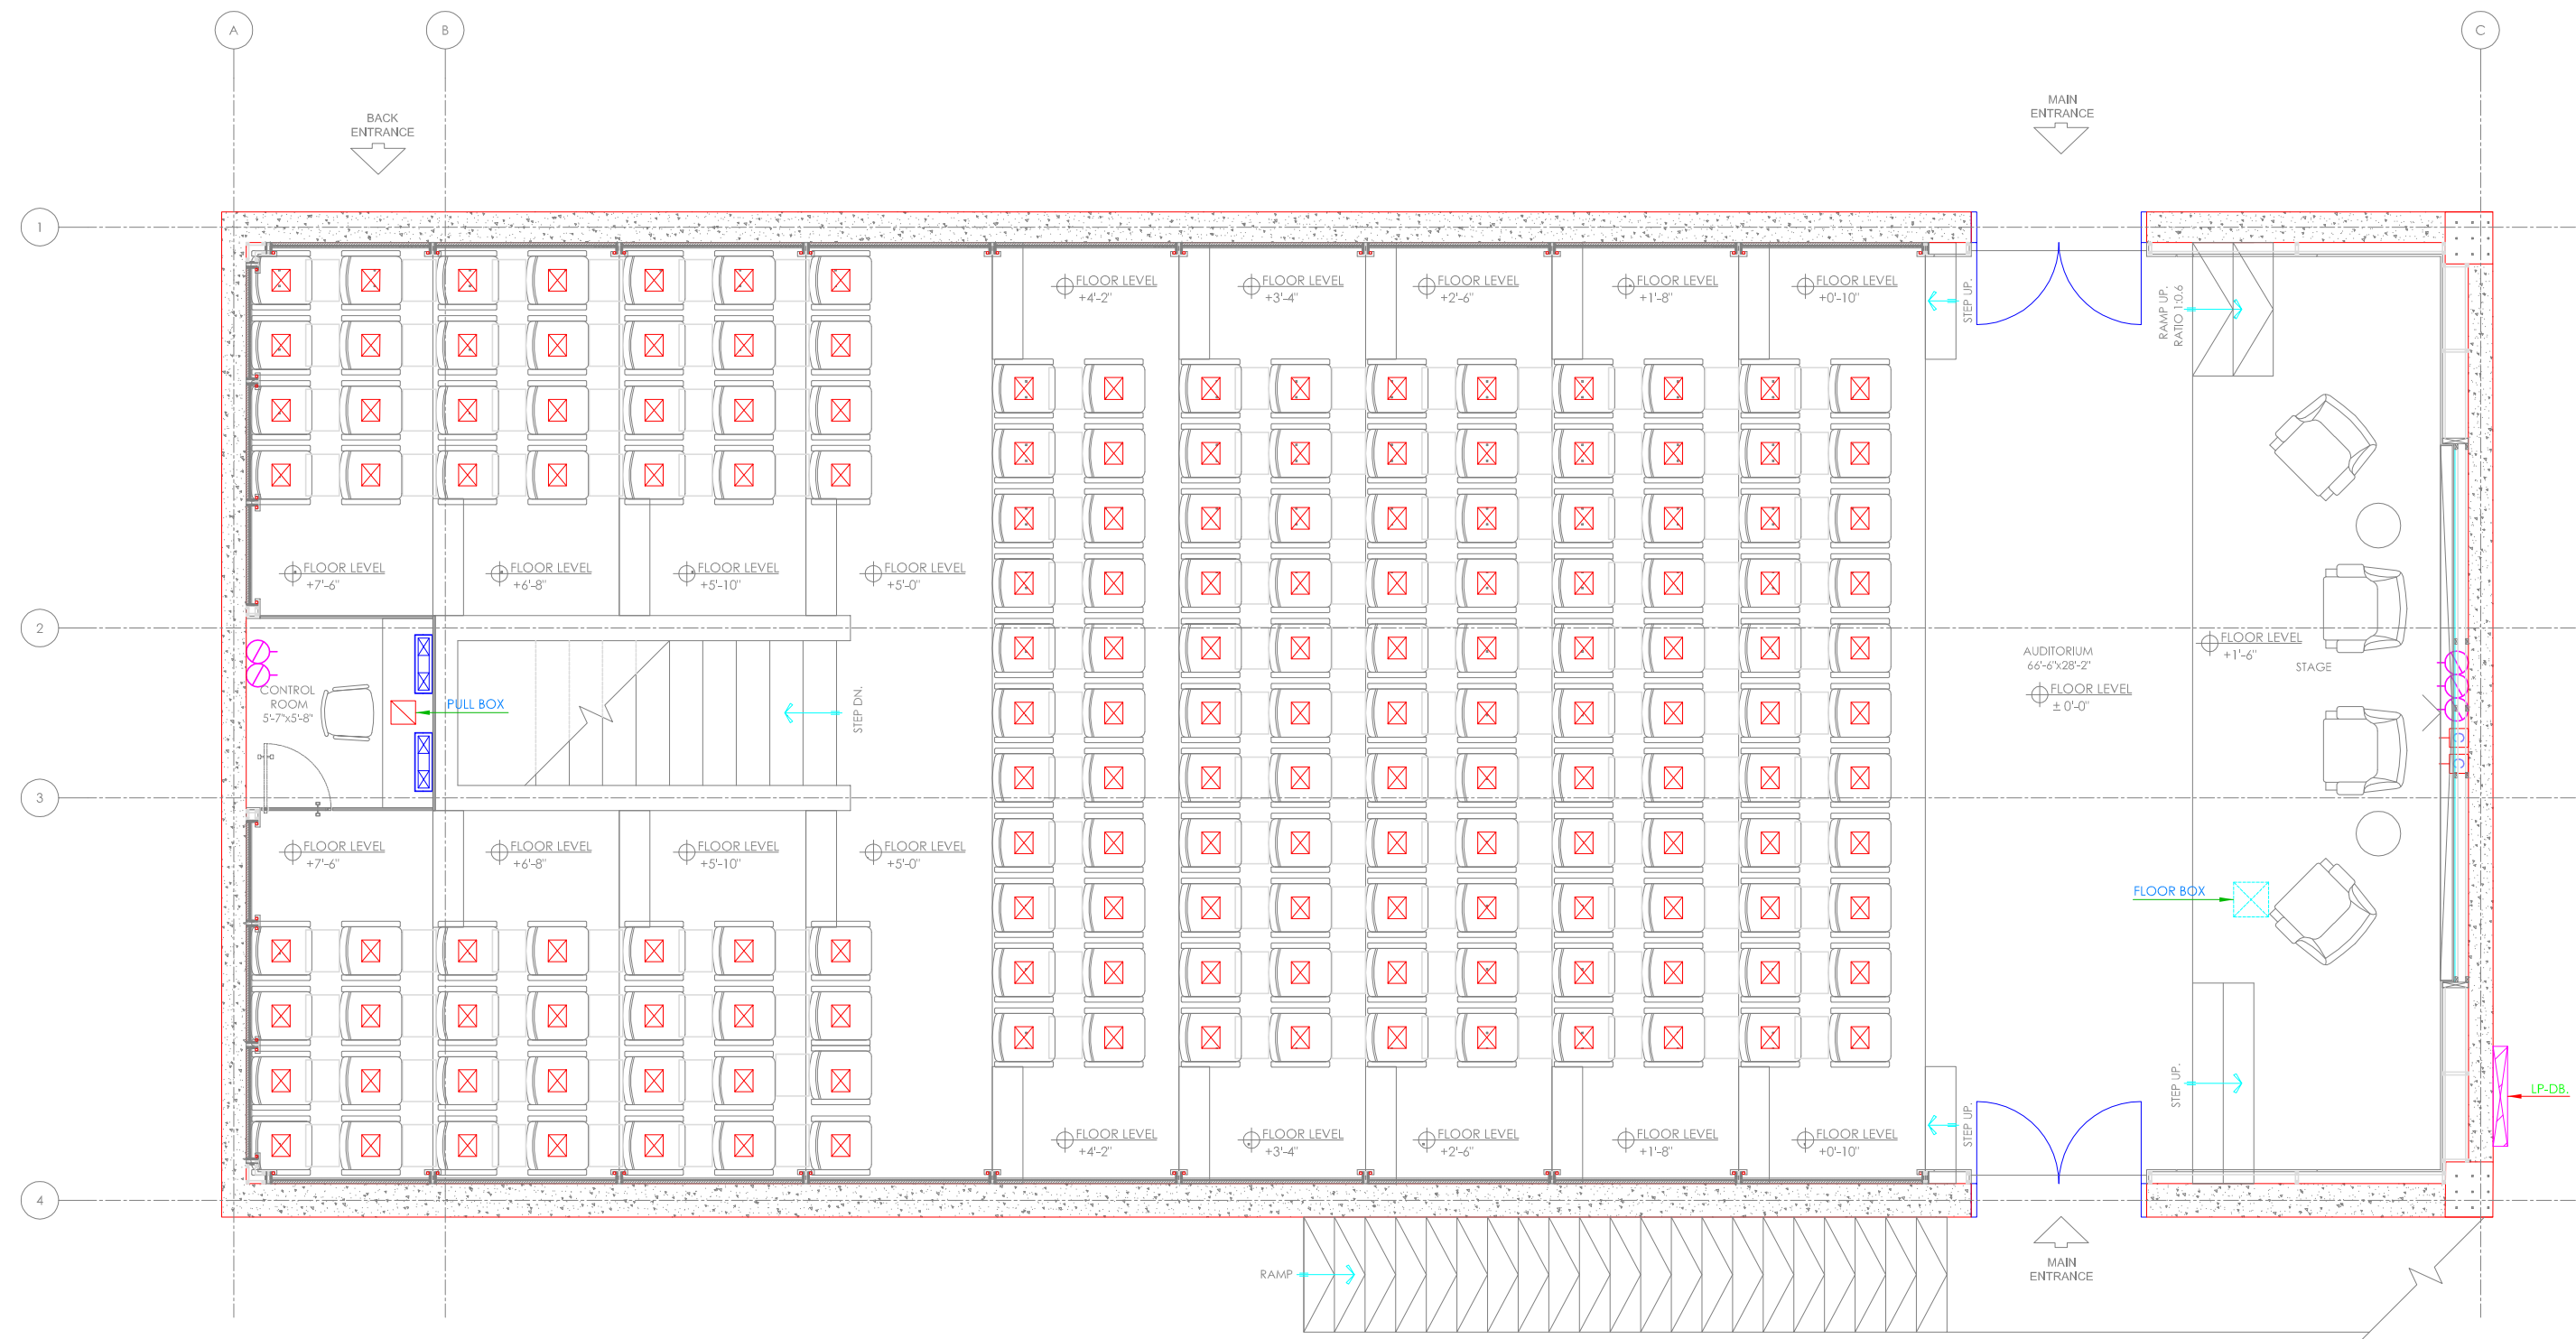 A
B
C
BACK
ENTRANCE
MAIN
ENTRANCE
1
FLOOR LEVEL
+4'-2"
FLOOR LEVEL
+3'-4"
FLOOR LEVEL
+2'-6"
FLOOR LEVEL
+1'-8"
FLOOR LEVEL
+0'-10"
STEP UP.
RAMP UP.
RATIO 1:0.6
FLOOR LEVEL
+7'-6"
FLOOR LEVEL
+6'-8"
FLOOR LEVEL
+5'-10"
FLOOR LEVEL
+5'-0"
2
CONTROL
ROOM
5'-7"x5'-8"
PULL BOX
STEP DN.
AUDITORIUM
66'-6"x28'-2"
FLOOR LEVEL
± 0'-0"
FLOOR LEVEL
+1'-6"
STAGE
C
C
3
FLOOR LEVEL
+7'-6"
FLOOR LEVEL
+6'-8"
FLOOR LEVEL
+5'-10"
FLOOR LEVEL
+5'-0"
FLOOR BOX
LP-DB.
STEP UP.
STEP UP.
FLOOR LEVEL
+4'-2"
FLOOR LEVEL
+3'-4"
FLOOR LEVEL
+2'-6"
FLOOR LEVEL
+1'-8"
FLOOR LEVEL
+0'-10"
4
RAMP
MAIN
ENTRANCE